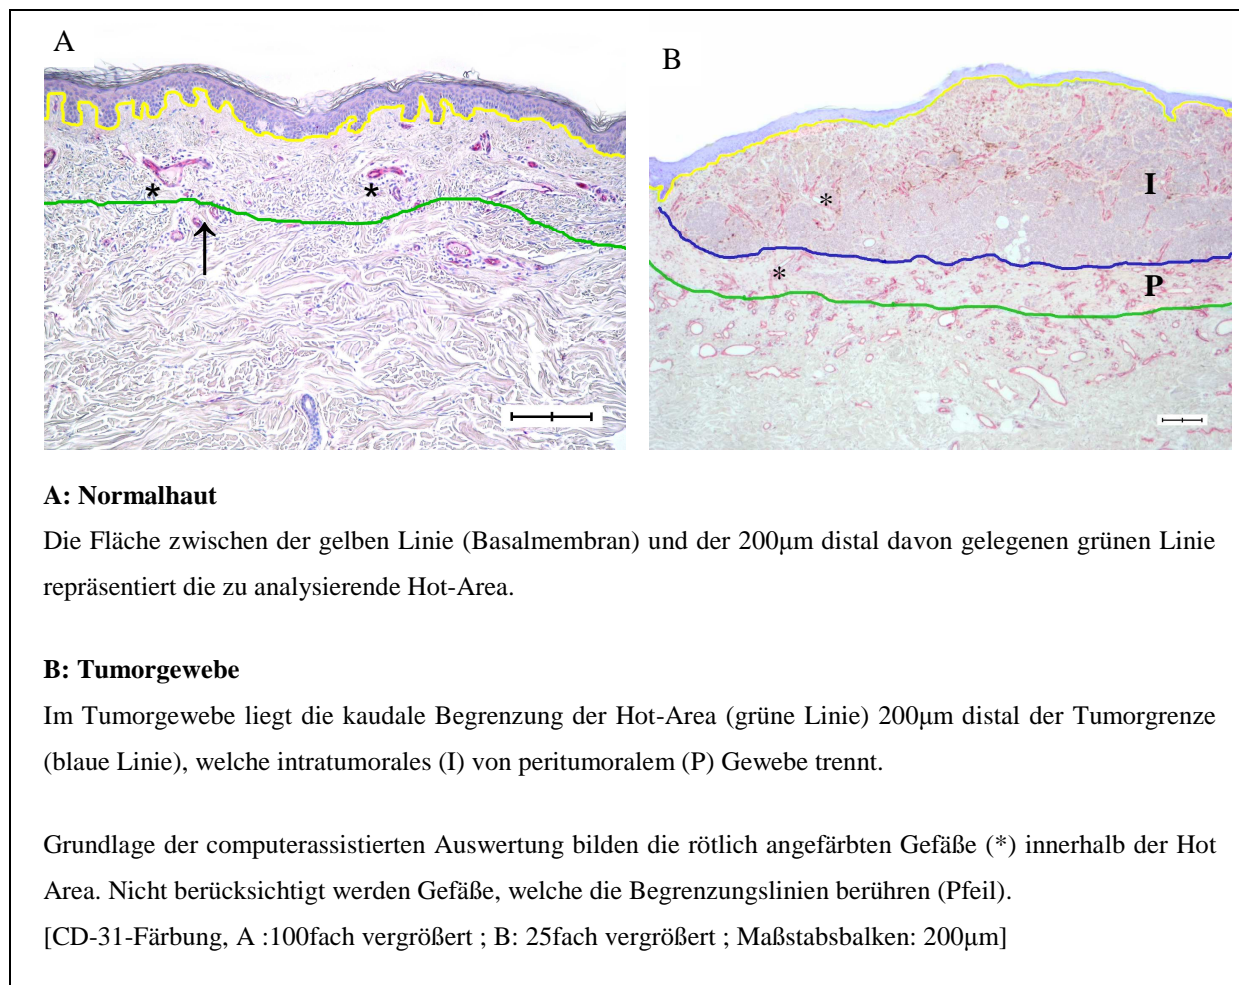 A
B
*
*
*
I
*
P
A: Normalhaut
Die Fläche zwischen der gelben Linie (Basalmembran) und der 200µm distal davon gelegenen grünen Linie
repräsentiert die zu analysierende Hot-Area.
B: Tumorgewebe
Im Tumorgewebe liegt die kaudale Begrenzung der Hot-Area (grüne Linie) 200µm distal der Tumorgrenze
(blaue Linie), welche intratumorales (I) von peritumoralem (P) Gewebe trennt.
Grundlage der computerassistierten Auswertung bilden die rötlich angefärbten Gefäße (*) innerhalb der Hot
Area. Nicht berücksichtigt werden Gefäße, welche die Begrenzungslinien berühren (Pfeil).
[CD-31-Färbung, A :100fach vergrößert ; B: 25fach vergrößert ; Maßstabsbalken: 200µm]